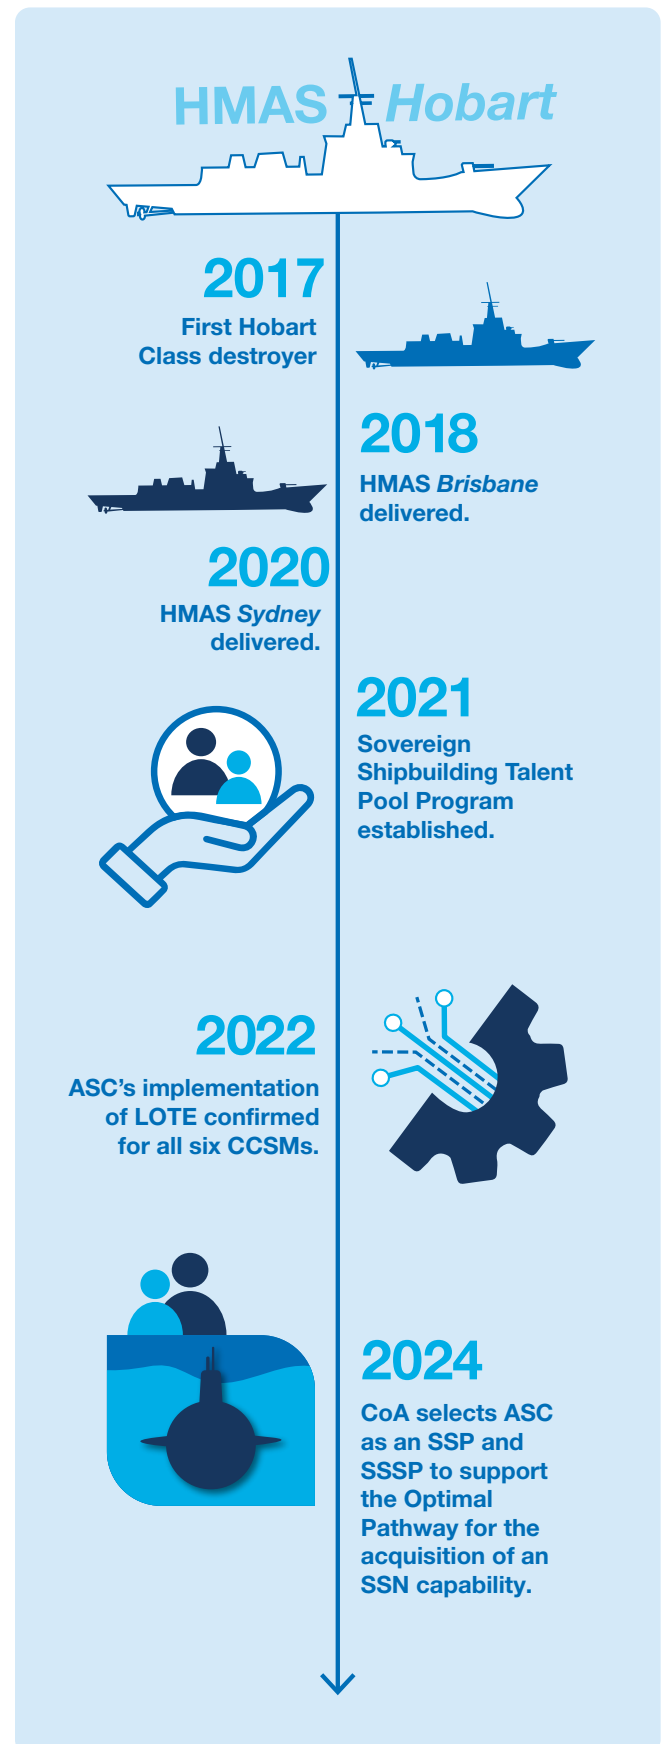 HMAS Hobart
2017
First Hobart
Class destroyer
2018
HMAS Brisbane
delivered.
2020
HMAS Sydney
delivered.
2021
Sovereign
Shipbuilding Talent
Pool Program
established.
2022
ASC’s implementation
of LOTE confirmed
for all six CCSMs.
2024
CoA selects ASC
as an SSP and
SSSP to support
the Optimal
Pathway for the
acquisition of an
SSN capability.